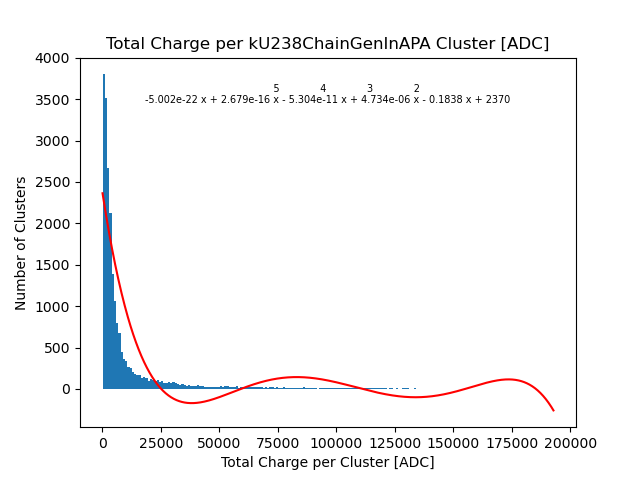 Total Charge per kU238ChainGenInAPA Cluster [ADC]
4000
5 4 3 2
-5.002e-22 x + 2.679e-16 x - 5.304e-11 x + 4.734e-06 x - 0.1838 x + 2370
3500
3000
2500
2000
1500
1000
500
0
Number of Clusters
0 25000 50000 75000 100000 125000 150000 175000 200000
Total Charge per Cluster [ADC]